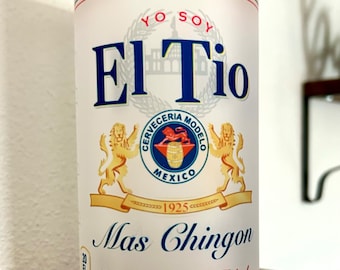 YO SOY
El Tio
CERVECERIA MODELO
MEXICO
1925
Mas Chingon